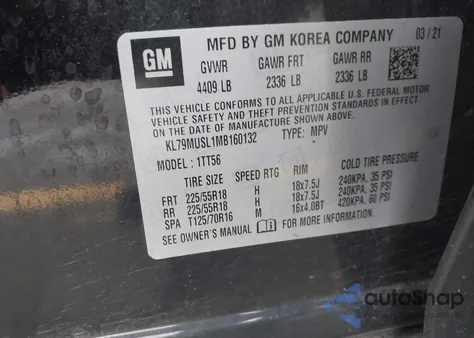 GM
MFD BY GM KOREA COMPANY 03/21
GVWR GAWR FRT GAWR RR
4409 LB 2336 LB 2336 LB
THIS VEHICLE CONFORMS TO ALL APPLICABLE U.S. FEDERAL MOTOR
VEHICLE SAFETY, BUMPER, AND THEFT PREVENTION STANDARDS IN
EFFECT ON THE DATE OF MANUFACTURE SHOWN ABOVE.
KL79MUSL1MB160132 TYPE: MPV
MODEL: 1TT56
TIRE SIZE SPEED RTG RIM COLD TIRE PRESSURE
FRT 225/55R18 H 18x7.5J 240KPA, 35 PSI
RR 225/55R18 H 18x7.5J 240KPA, 35 PSI
SPA T125/70R16 M 16x4.0BT 420KPA, 60 PSI
SEE OWNER'S MANUAL FOR MORE INFORMATION.
autoSnap